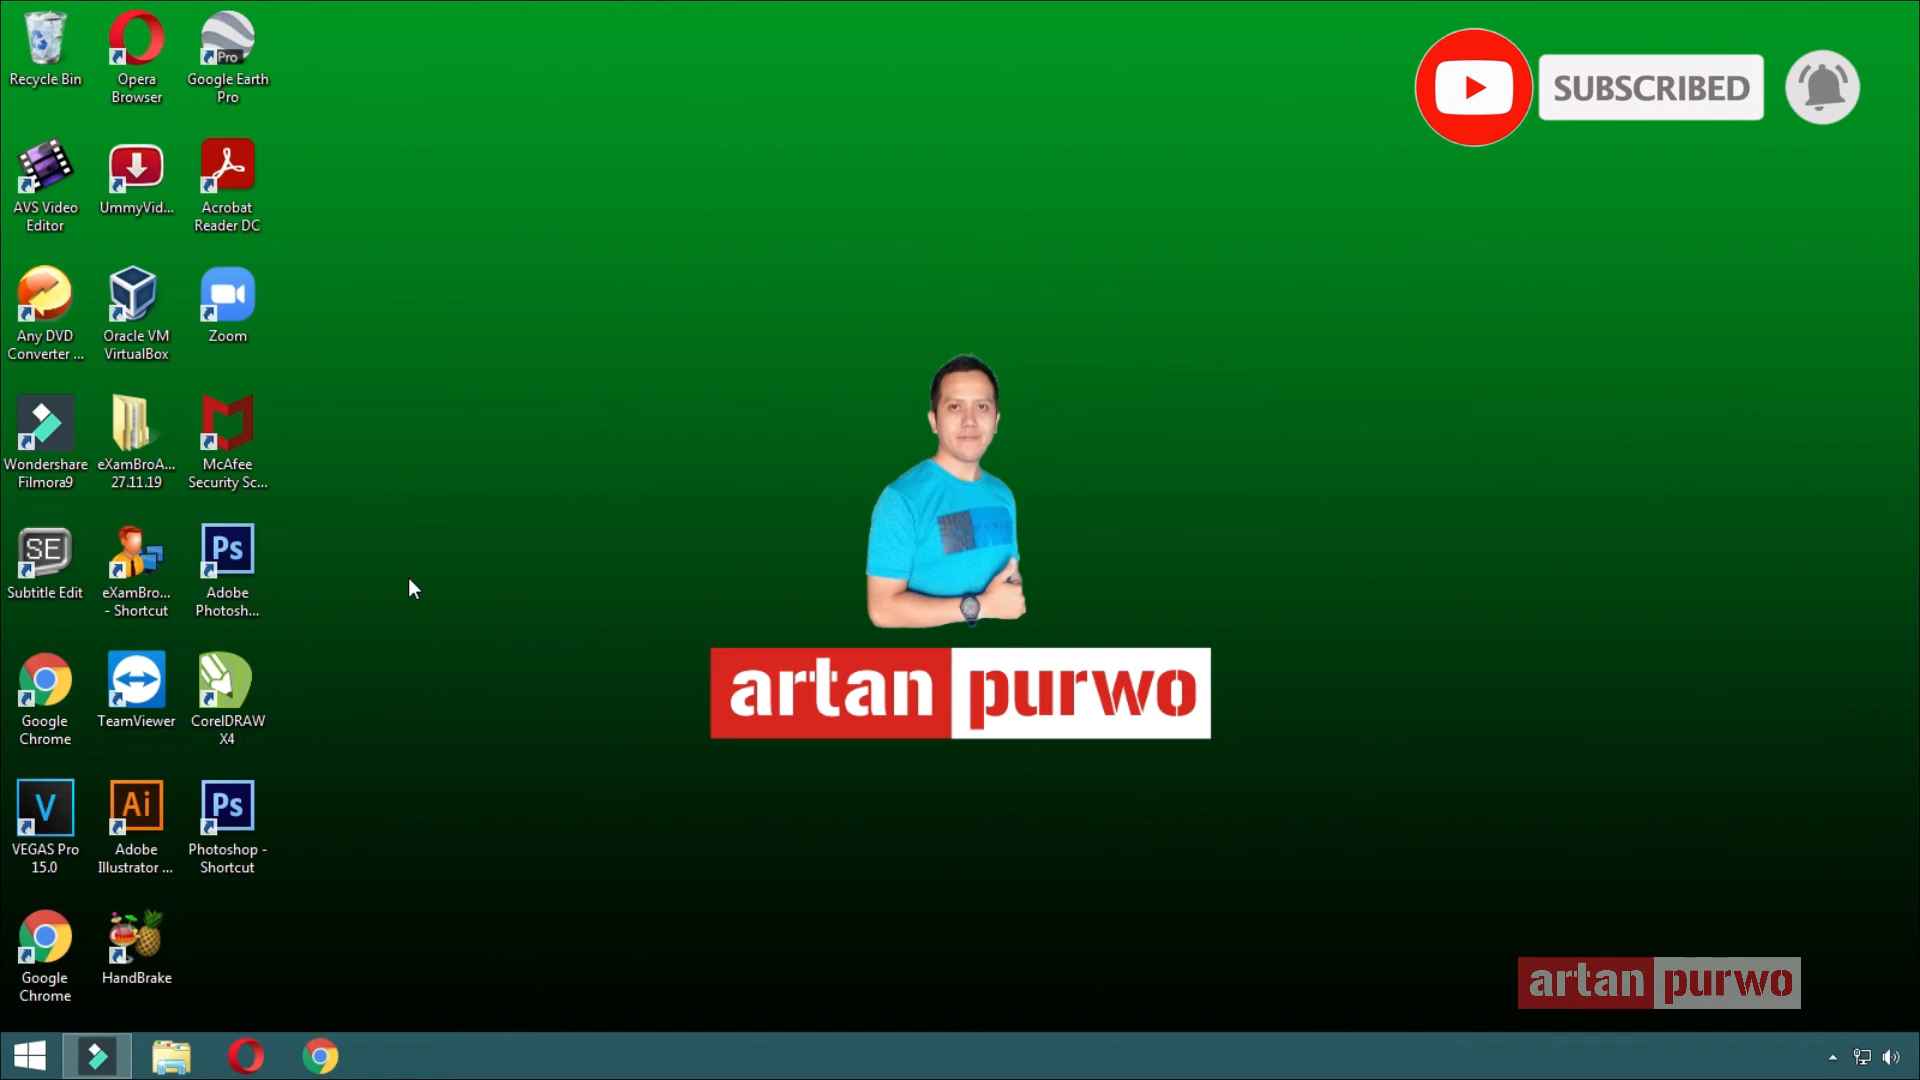 Recycle Bin
Opera
Browser
Google Earth
Pro
Pro
SUBSCRIBED
AVS Video
Editor
UmmyVid...
Acrobat
Reader DC
Any DVD
Converter ...
Oracle VM
VirtualBox
Zoom
Wondershare
Filmora9
eXamBroA...
27.11.19
McAfee
Security Sc...
SE
Subtitle Edit
eXamBro...
- Shortcut
Ps
Adobe
Photosh...
Google
Chrome
TeamViewer
CorelDRAW
X4
artan purwo
V
VEGAS Pro
15.0
Ai
Adobe
Illustrator ...
Ps
Photoshop -
Shortcut
Google
Chrome
HandBrake
artan purwo